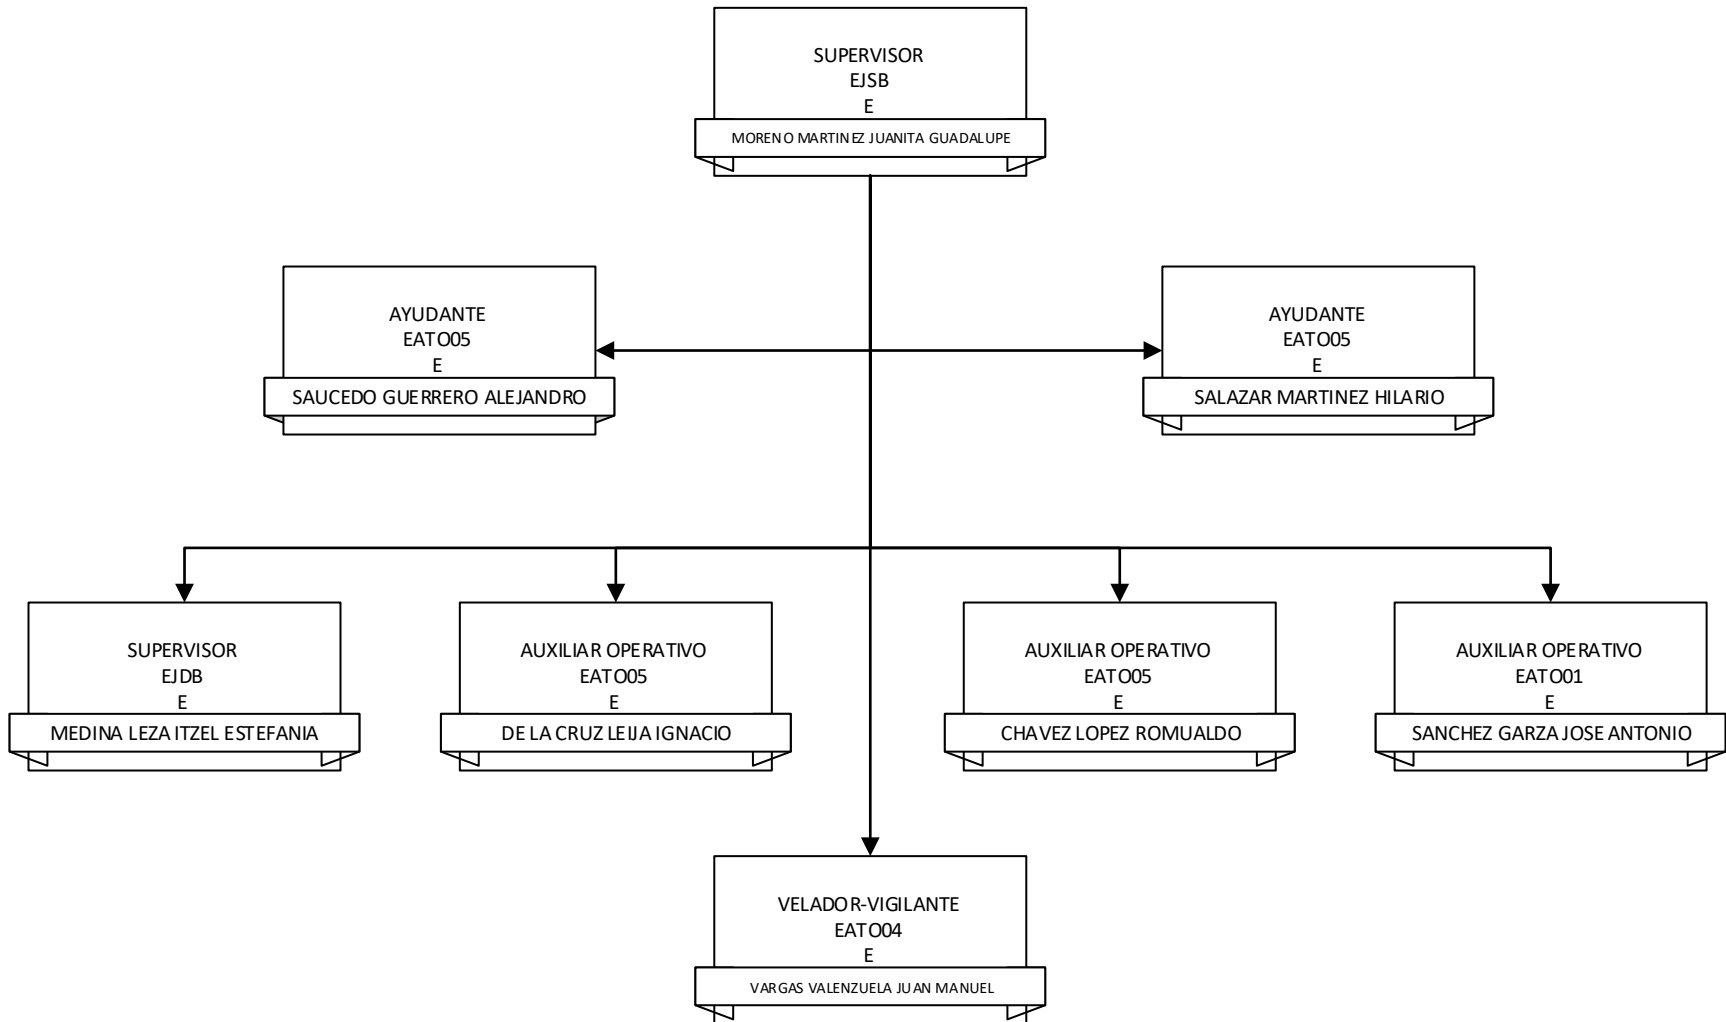 SUPERVISOR
EJSB
E
MORENO MARTINEZ JUANITA GUADALUPE
AYUDANTE
EATO05
E
SAUCEDO GUERRERO ALEJANDRO
AYUDANTE
EATO05
E
SALAZAR MARTINEZ HILARIO
SUPERVISOR
EJDB
E
MEDINA LEZA ITZEL ESTEFANIA
AUXILIAR OPERATIVO
EATO05
E
DE LA CRUZ LEIJA IGNACIO
AUXILIAR OPERATIVO
EATO05
E
CHAVEZ LOPEZ ROMUALDO
AUXILIAR OPERATIVO
EATO01
E
SANCHEZ GARZA JOSE ANTONIO
VELADOR-VIGILANTE
EATO04
E
VARGAS VALENZUELA JUAN MANUEL